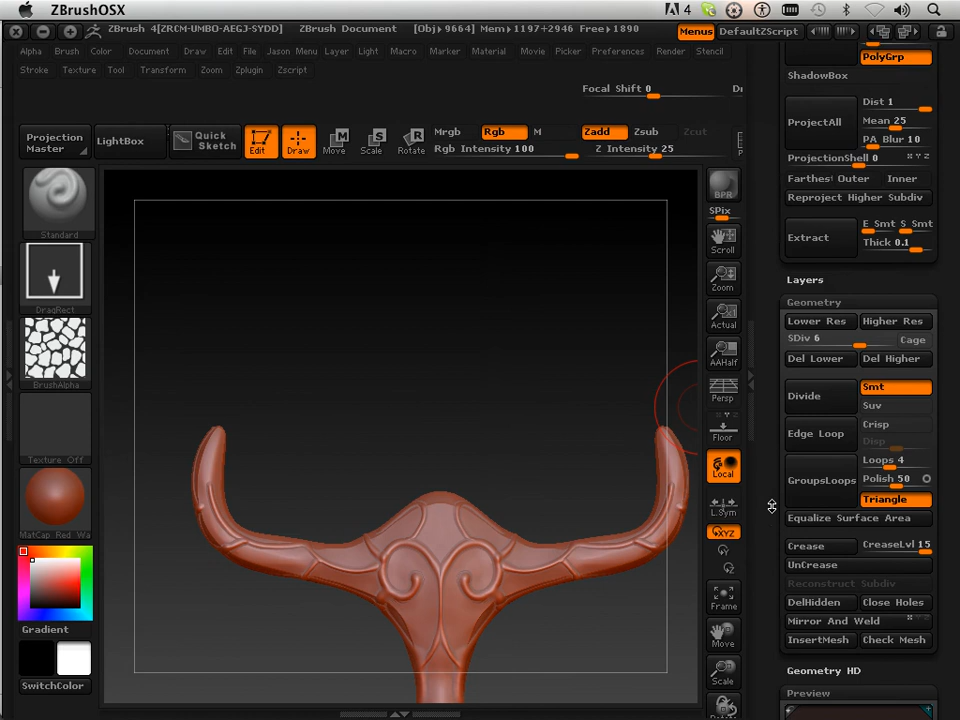 ZBrushOSX
4
ZBrush 4[ZRCM-UMBO-AEGJ-SYDD] ZBrush Document [Obj+9664] Mem+1197+2946 Free+1890 Menus DefaultZScript
Alpha Brush Color Document Draw Edit File Jason Menu Layer Light Macro Marker Material Movie Picker Preferences Render Stencil
Stroke Texture Tool Transform Zoom Zplugin Zscript
PolyGrp
ShadowBox
Focal Shift 0 Dr
ProjectAll Dist 1
Mean 25
PA Blur 10
Projection Master LightBox Quick Sketch Edit Draw Move Scale Rotate Mrgb Rgb M Zadd Zsub Zcut
Rgb Intensity 100 Z Intensity 25
ProjectionShell 0 X Y Z
Farthes Outer Inner
Reproject Higher Subdiv
Extract E Smt S Smt
Thick 0.1
Standard
DragRect
BrushAlpha
Texture Off
MatCap Red Wa
Gradient
SwitchColor
BPR
SPix
Scroll
Zoom
Actual
AAHalf
Persp
Floor
Local
L.Sym
XYZ
Frame
Move
Scale
Layers
Geometry
Lower Res Higher Res
SDiv 6 Cage
Del Lower Del Higher
Divide Smt
Suv
Edge Loop Crisp
Disp
GroupsLoops Loops 4
Polish 50
Triangle
Equalize Surface Area
Crease CreaseLvl 15
UnCrease
Reconstruct Subdiv
DelHidden Close Holes
Mirror And Weld X Y Z
InsertMesh Check Mesh
Geometry HD
Preview